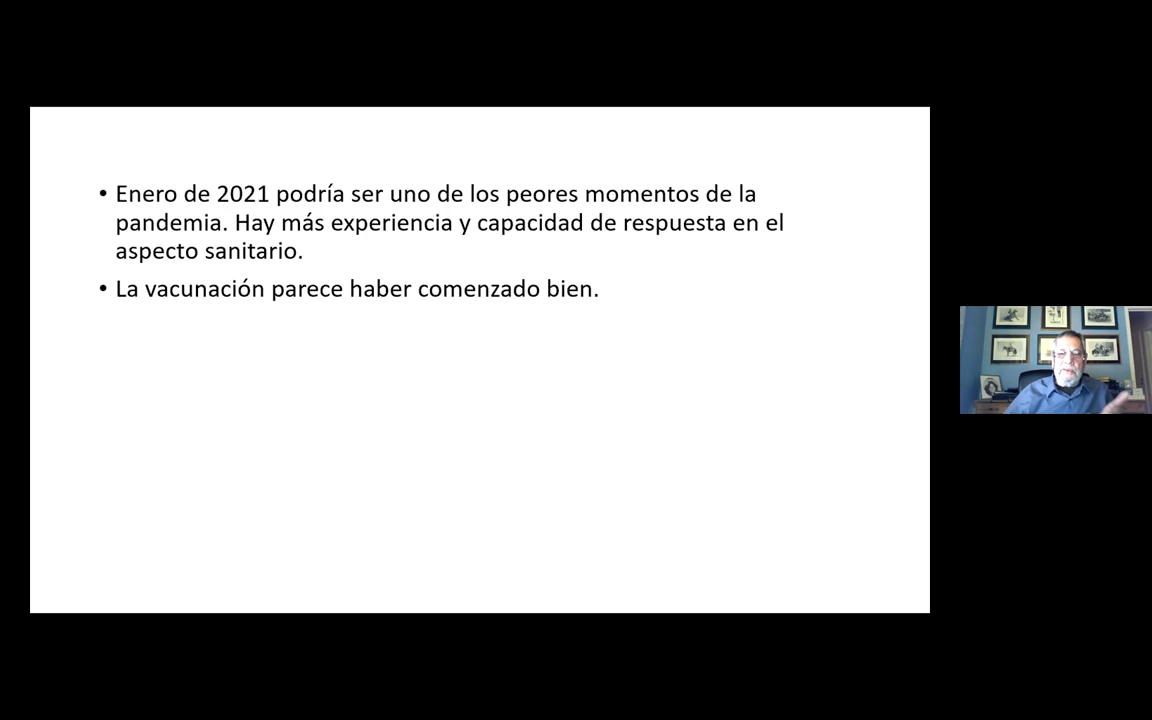 • Enero de 2021 podría ser uno de los peores momentos de la
pandemia. Hay más experiencia y capacidad de respuesta en el
aspecto sanitario.
• La vacunación parece haber comenzado bien.